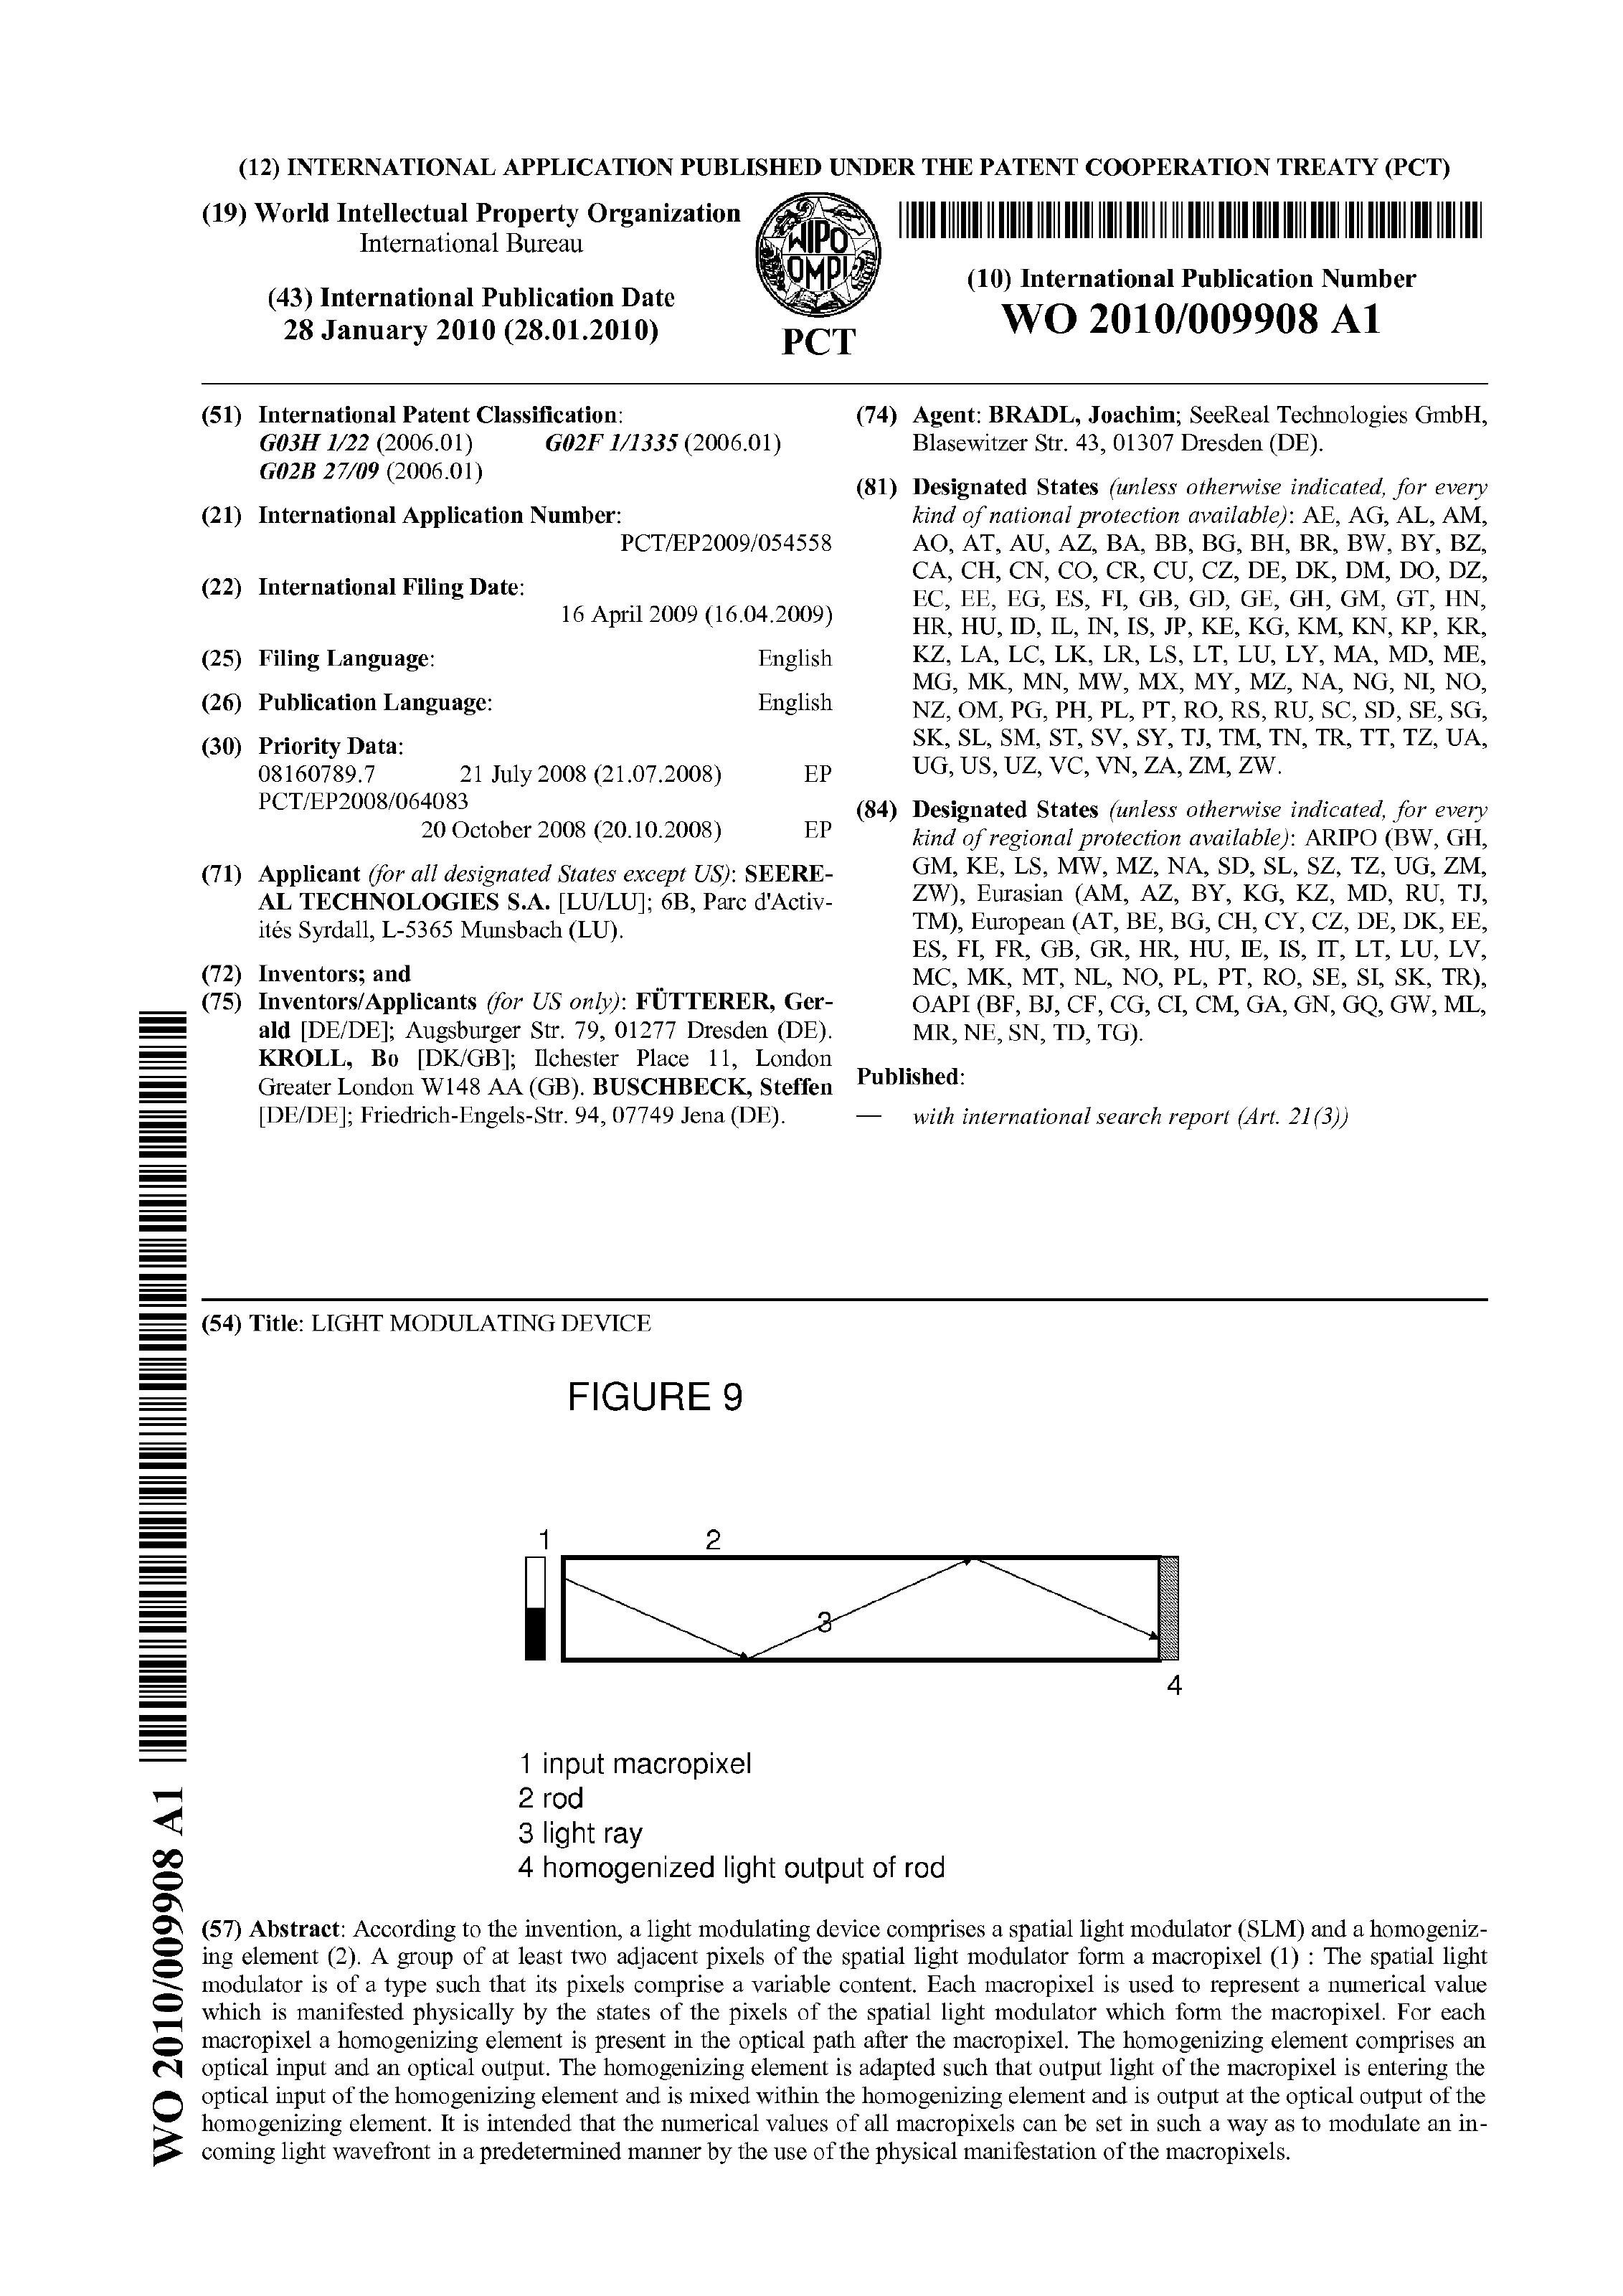 (12) INTERNATIONAL APPLICATION PUBLISHED UNDER THE PATENT COOPERATION TREATY (PCT)
(19) World Intellectual Property Organization
International Bureau
(43) International Publication Date
28 January 2010 (28.01.2010)
WIPO
OMPI
PCT
(10) International Publication Number
WO 2010/009908 A1
(51) International Patent Classification:
G03H 1/22 (2006.01) G02F 1/1335 (2006.01)
G02B 27/09 (2006.01)
(21) International Application Number:
PCT/EP2009/054558
(22) International Filing Date:
16 April 2009 (16.04.2009)
(25) Filing Language: English
(26) Publication Language: English
(30) Priority Data:
08160789.7 21 July 2008 (21.07.2008) EP
PCT/EP2008/064083
20 October 2008 (20.10.2008) EP
(71) Applicant (for all designated States except US): SEERE-
AL TECHNOLOGIES S.A. [LU/LU]; 6B, Parc d'Activ-
ités Syrdall, L-5365 Munsbach (LU).
(72) Inventors; and
(75) Inventors/Applicants (for US only): FÜTTERER, Ger-
ald [DE/DE]; Augsburger Str. 79, 01277 Dresden (DE).
KROLL, Bo [DK/GB]; Ilchester Place 11, London
Greater London W148 AA (GB). BUSCHBECK, Steffen
[DE/DE]; Friedrich-Engels-Str. 94, 07749 Jena (DE).
(74) Agent: BRADL, Joachim; SeeReal Technologies GmbH,
Blasewitzer Str. 43, 01307 Dresden (DE).
(81) Designated States (unless otherwise indicated, for every
kind of national protection available): AE, AG, AL, AM,
AO, AT, AU, AZ, BA, BB, BG, BH, BR, BW, BY, BZ,
CA, CH, CN, CO, CR, CU, CZ, DE, DK, DM, DO, DZ,
EC, EE, EG, ES, FI, GB, GD, GE, GH, GM, GT, HN,
HR, HU, ID, IL, IN, IS, JP, KE, KG, KM, KN, KP, KR,
KZ, LA, LC, LK, LR, LS, LT, LU, LY, MA, MD, ME,
MG, MK, MN, MW, MX, MY, MZ, NA, NG, NI, NO,
NZ, OM, PG, PH, PL, PT, RO, RS, RU, SC, SD, SE, SG,
SK, SL, SM, ST, SV, SY, TJ, TM, TN, TR, TT, TZ, UA,
UG, US, UZ, VC, VN, ZA, ZM, ZW.
(84) Designated States (unless otherwise indicated, for every
kind of regional protection available): ARIPO (BW, GH,
GM, KE, LS, MW, MZ, NA, SD, SL, SZ, TZ, UG, ZM,
ZW), Eurasian (AM, AZ, BY, KG, KZ, MD, RU, TJ,
TM), European (AT, BE, BG, CH, CY, CZ, DE, DK, EE,
ES, FI, FR, GB, GR, HR, HU, IE, IS, IT, LT, LU, LV,
MC, MK, MT, NL, NO, PL, PT, RO, SE, SI, SK, TR),
OAPI (BF, BJ, CF, CG, CI, CM, GA, GN, GQ, GW, ML,
MR, NE, SN, TD, TG).
Published:
— with international search report (Art. 21(3))
(54) Title: LIGHT MODULATING DEVICE
FIGURE 9
1 2
3
4
1 input macropixel
2 rod
3 light ray
4 homogenized light output of rod
(57) Abstract: According to the invention, a light modulating device comprises a spatial light modulator (SLM) and a homogeniz-
ing element (2). A group of at least two adjacent pixels of the spatial light modulator form a macropixel (1) : The spatial light
modulator is of a type such that its pixels comprise a variable content. Each macropixel is used to represent a numerical value
which is manifested physically by the states of the pixels of the spatial light modulator which form the macropixel. For each
macropixel a homogenizing element is present in the optical path after the macropixel. The homogenizing element comprises an
optical input and an optical output. The homogenizing element is adapted such that output light of the macropixel is entering the
optical input of the homogenizing element and is mixed within the homogenizing element and is output at the optical output of the
homogenizing element. It is intended that the numerical values of all macropixels can be set in such a way as to modulate an in-
coming light wavefront in a predetermined manner by the use of the physical manifestation of the macropixels.
WO 2010/009908 A1